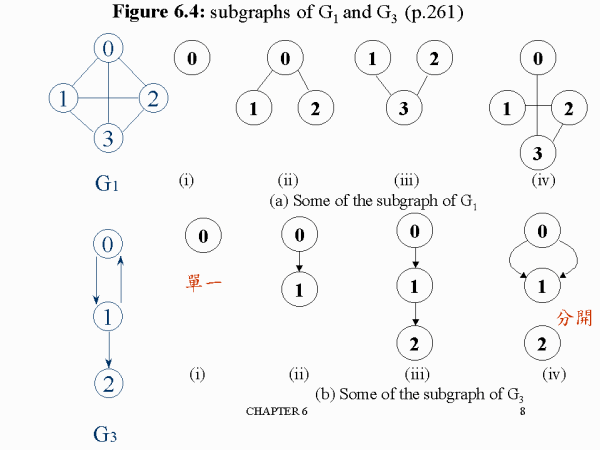 Figure 6.4: subgraphs of G1 and G3 (p.261)
0
1 2
3
G1
0
(i)
0
1 2
(ii)
1 2
3
(iii)
0
1 2
3
(iv)
(a) Some of the subgraph of G1
0
1
2
G3
0
單一
(i)
0
1
(ii)
0
1
2
(iii)
0
1
分開
2
(iv)
(b) Some of the subgraph of G3
CHAPTER 6 8